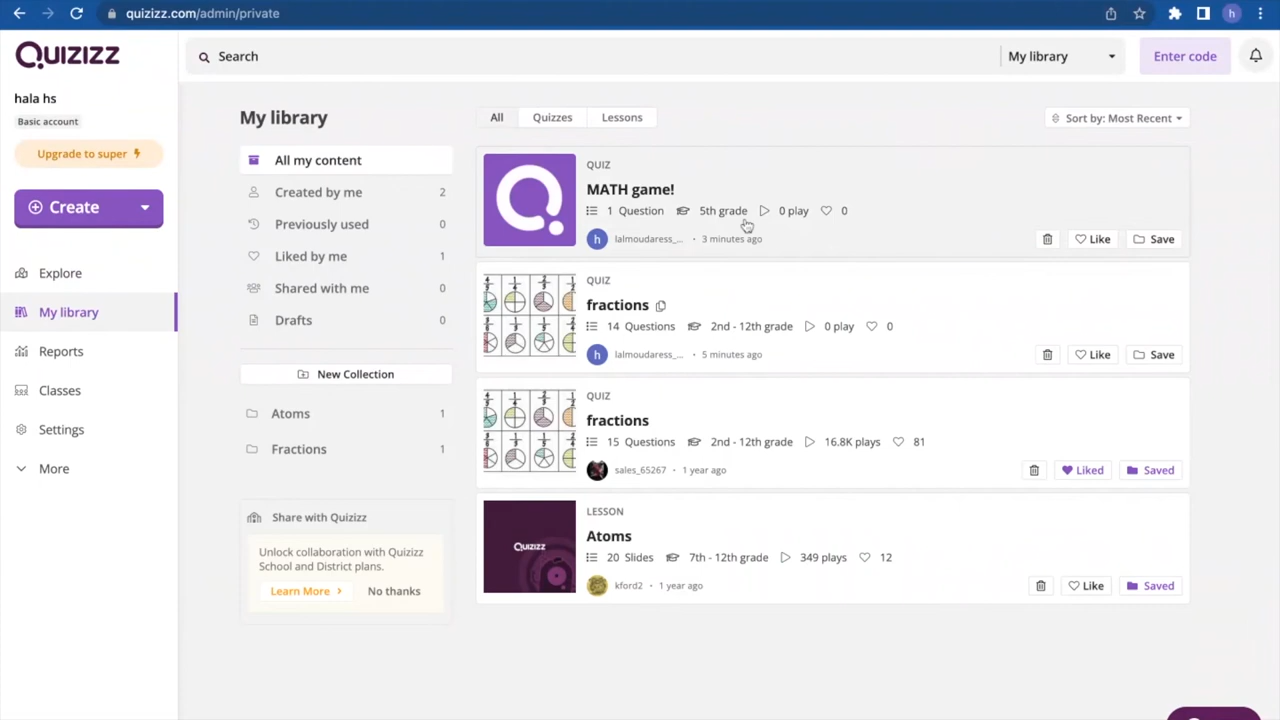 quizizz.com/admin/private
h
Quizizz
Search
My library
Enter code
hala hs
Basic account
Upgrade to super
Create
Explore
My library
Reports
Classes
Settings
More
My library
All my content
Created by me 2
Previously used 0
Liked by me 1
Shared with me 0
Drafts 0
New Collection
Atoms 1
Fractions 1
Share with Quizizz
Unlock collaboration with Quizizz
School and District plans.
Learn More > No thanks
All Quizzes Lessons
Sort by: Most Recent
QUIZ
MATH game!
1 Question 5th grade 0 play 0
h lalmoudaress_... • 3 minutes ago
Like Save
QUIZ
fractions
14 Questions 2nd - 12th grade 0 play 0
h lalmoudaress_... • 5 minutes ago
Like Save
QUIZ
fractions
15 Questions 2nd - 12th grade 16.8K plays 81
sales_65267 • 1 year ago
Liked Saved
Quizizz
LESSON
Atoms
20 Slides 7th - 12th grade 349 plays 12
kford2 • 1 year ago
Like Saved